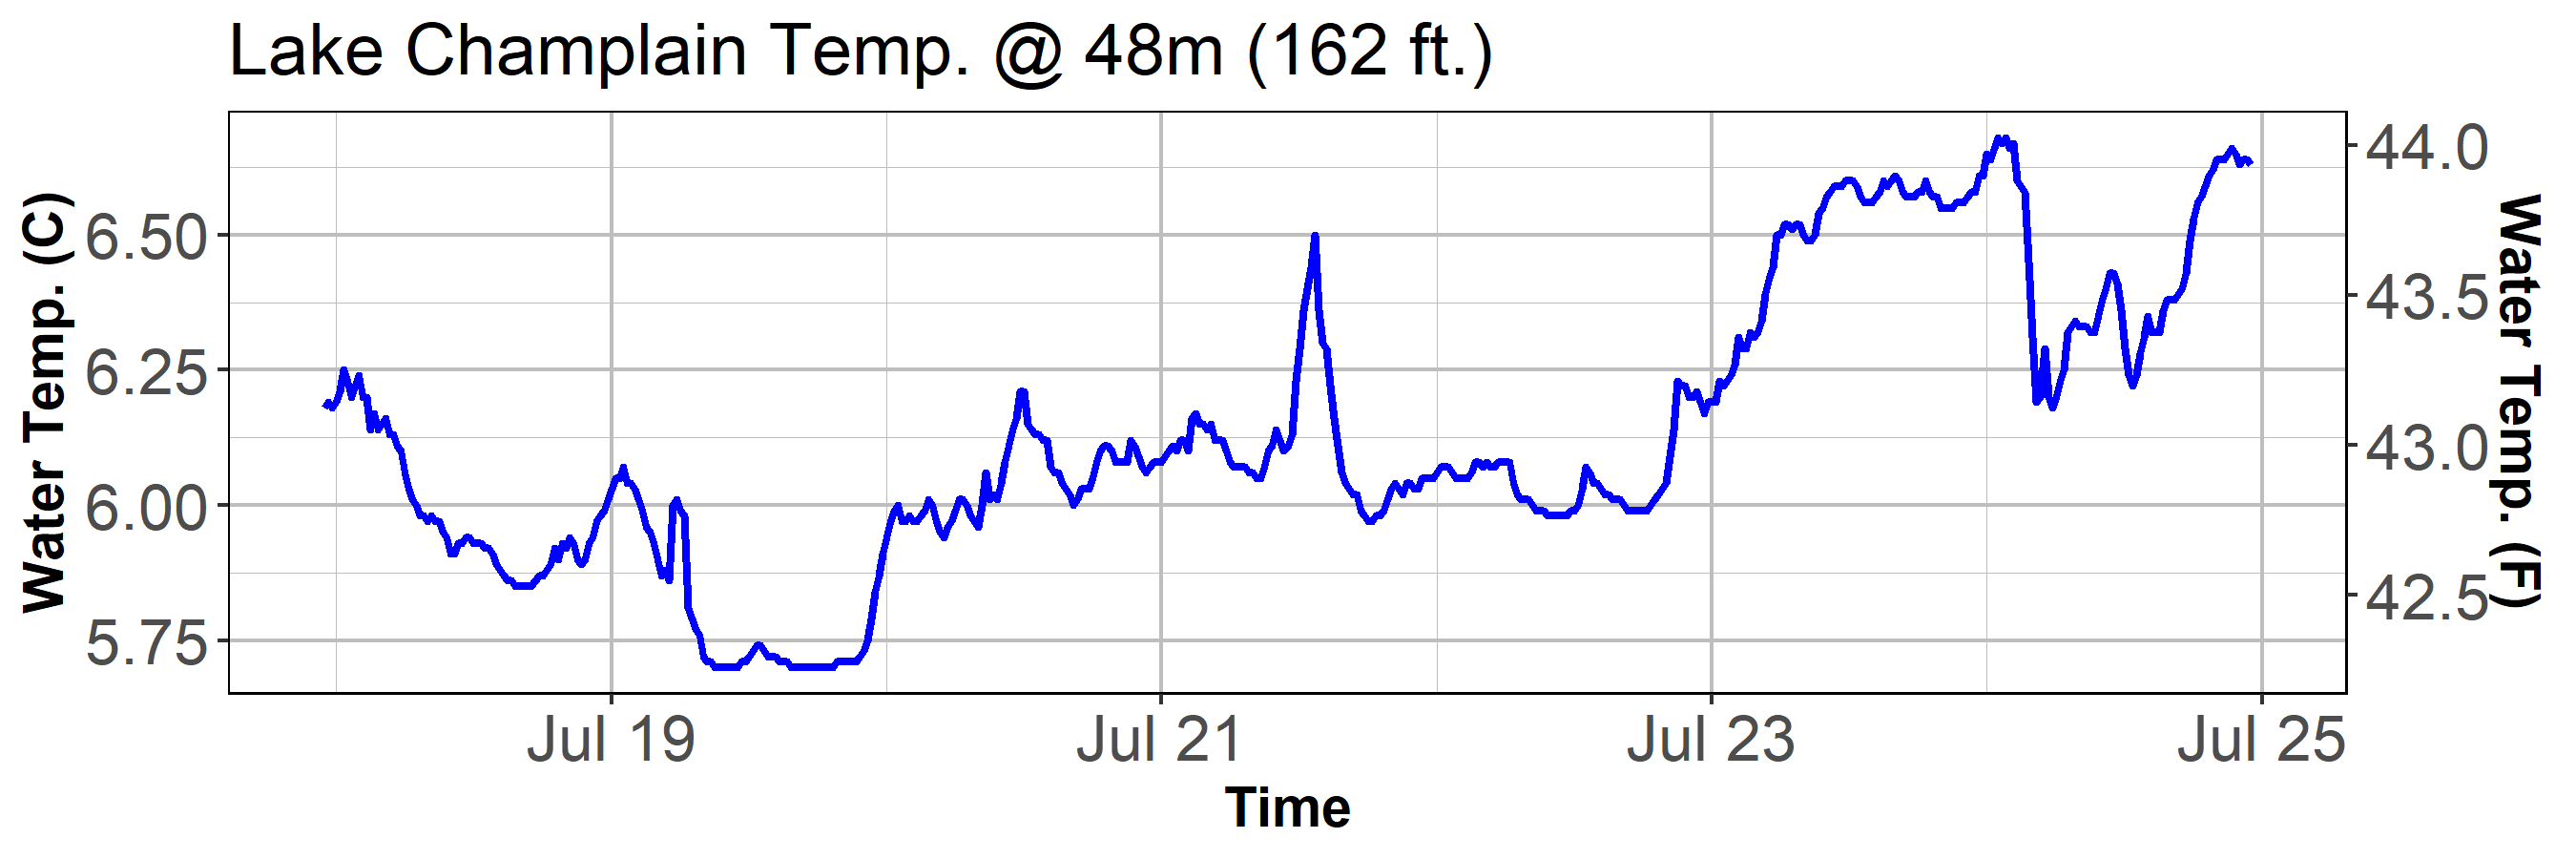 Lake Champlain Temp. @ 48m (162 ft.)
Water Temp. (C)
6.50
6.25
6.00
5.75
44.0
43.5
43.0
42.5
Water Temp. (F)
Jul 19
Jul 21
Jul 23
Jul 25
Time